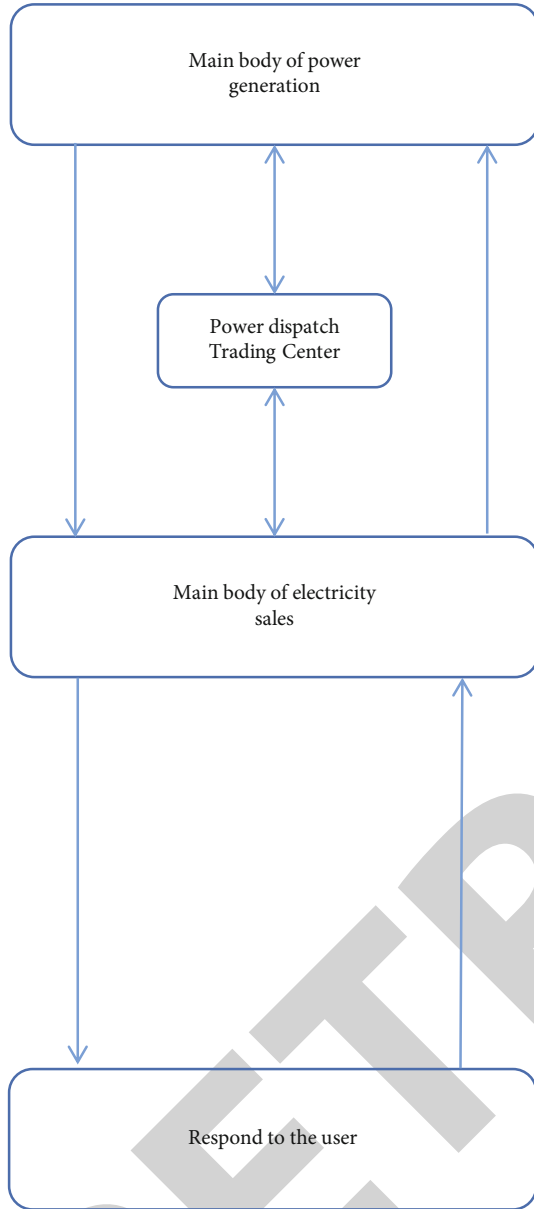 Main body of power
generation
Power dispatch
Trading Center
Main body of electricity
sales
Respond to the user